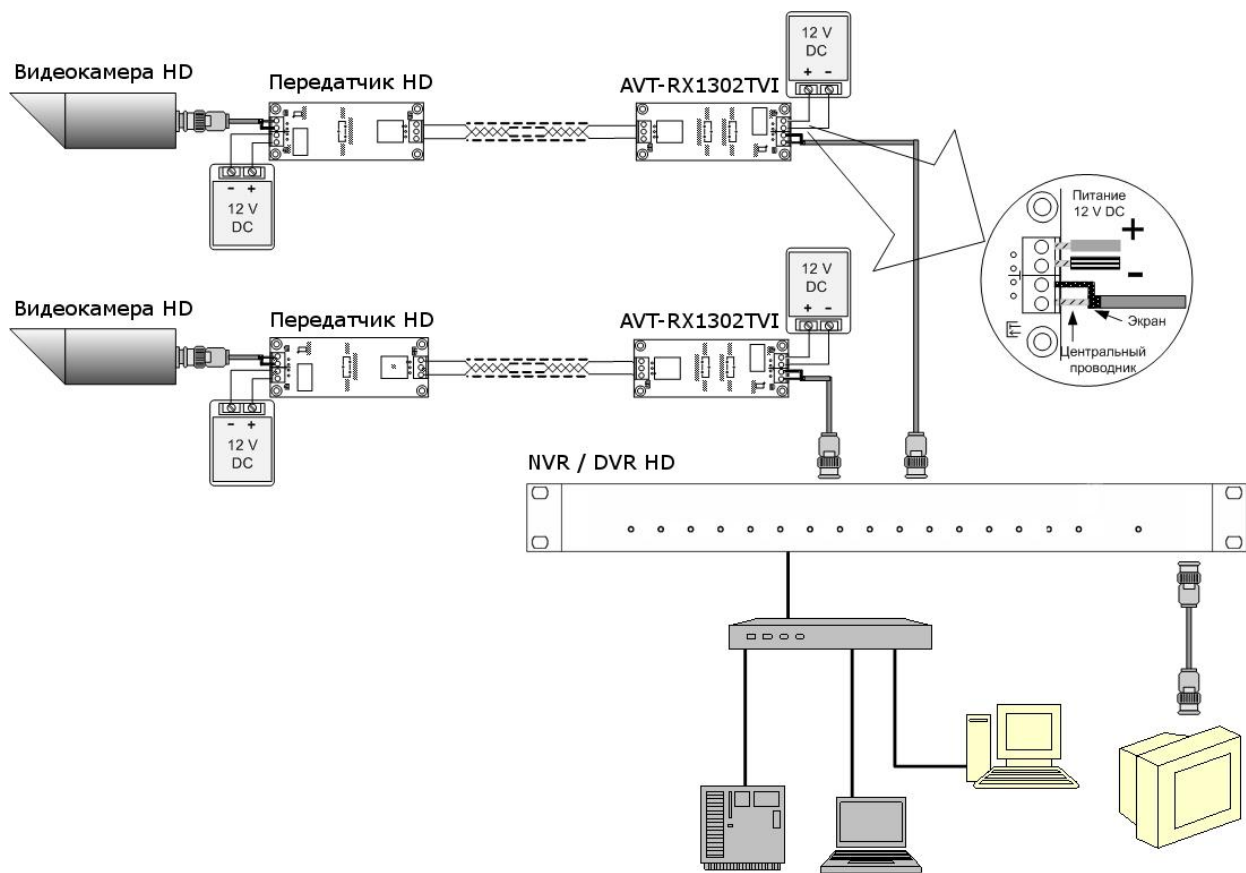 12 V
DC
+ −
Видеокамера HD
Передатчик HD
AVT-RX1302TVI
− +
12 V
DC
Питание
12 V DC
+
−
Экран
Центральный
проводник
12 V
DC
+ −
Видеокамера HD
Передатчик HD
AVT-RX1302TVI
− +
12 V
DC
NVR / DVR HD